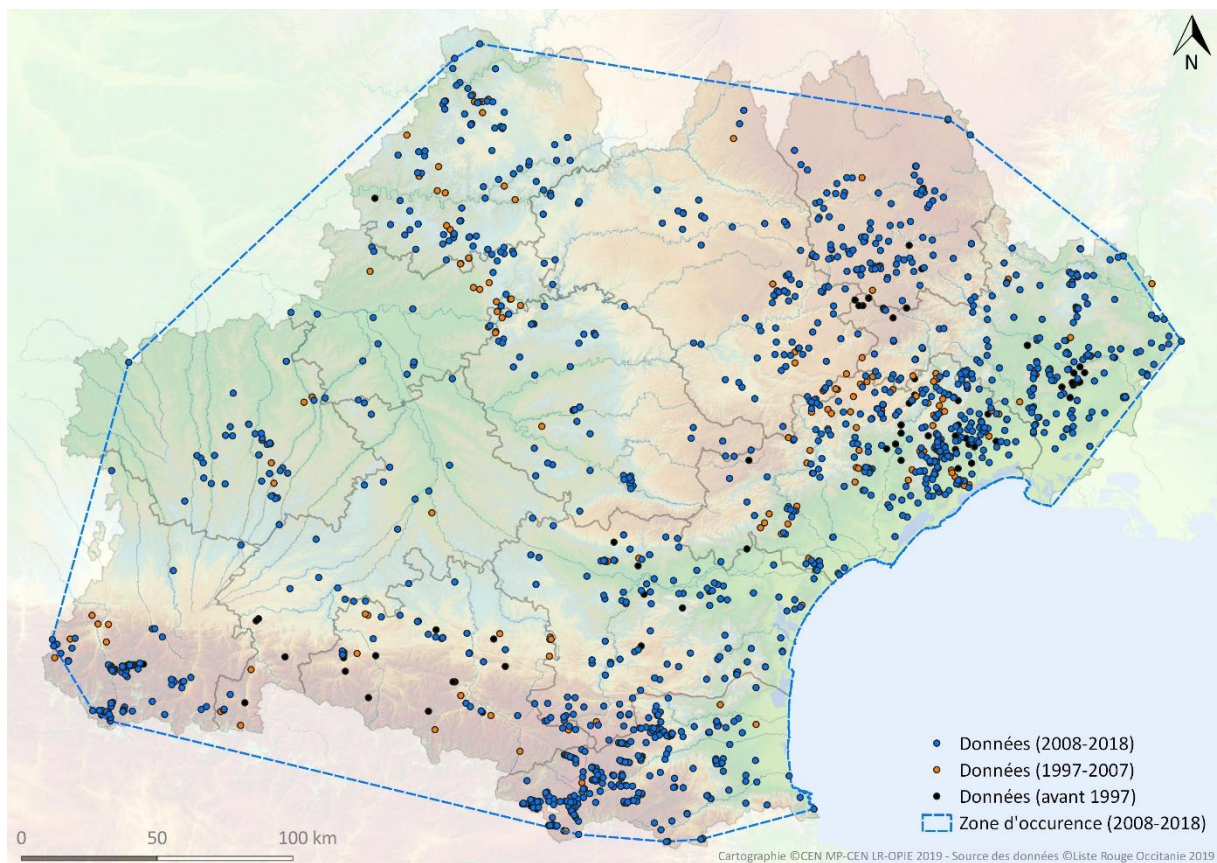 N
Données (2008-2018)
Données (1997-2007)
Données (avant 1997)
Zone d'occurence (2008-2018)
0 50 100 km
Cartographie ©CEN MP-CEN LR-OPIE 2019 - Source des données ©Liste Rouge Occitanie 2019